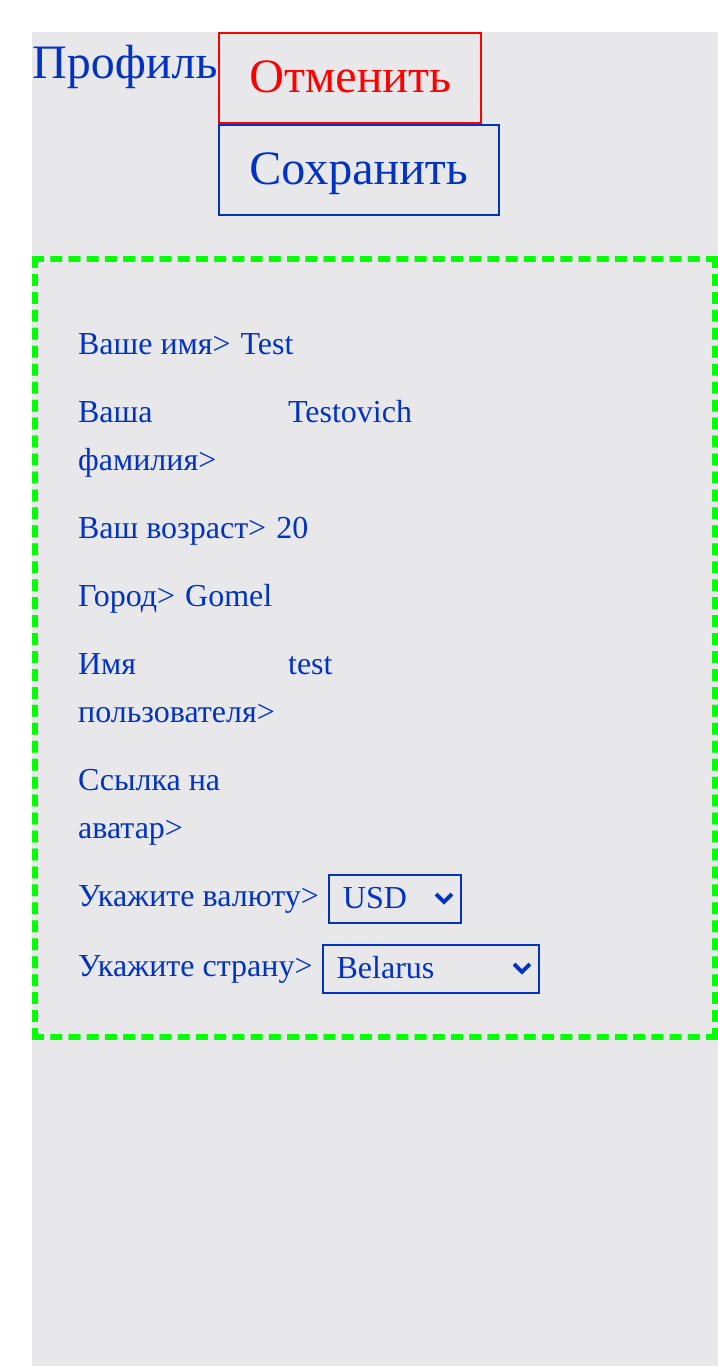 Профиль Отменить
Сохранить
Ваше имя> Test
Ваша Testovich
фамилия>
Ваш возраст> 20
Город> Gomel
Имя test
пользователя>
Ссылка на
аватар>
Укажите валюту> USD
Укажите страну> Belarus